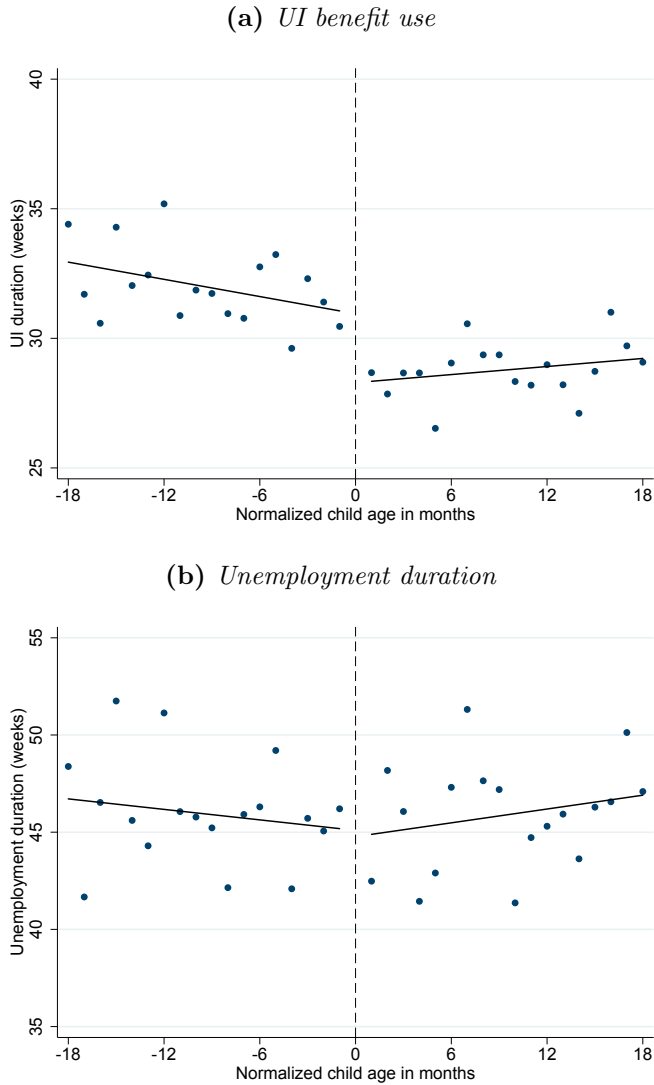 (a) UI benefit use
40
35
30
25
UI duration (weeks)
-18 -12 -6 0 6 12 18
Normalized child age in months
(b) Unemployment duration
55
50
45
40
35
Unemployment duration (weeks)
-18 -12 -6 0 6 12 18
Normalized child age in months